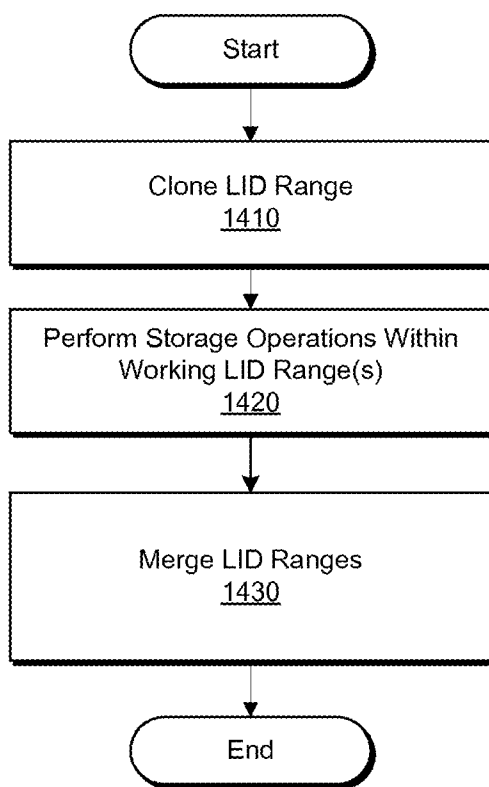 Start
Clone LID Range
1410
Perform Storage Operations Within
Working LID Range(s)
1420
Merge LID Ranges
1430
End